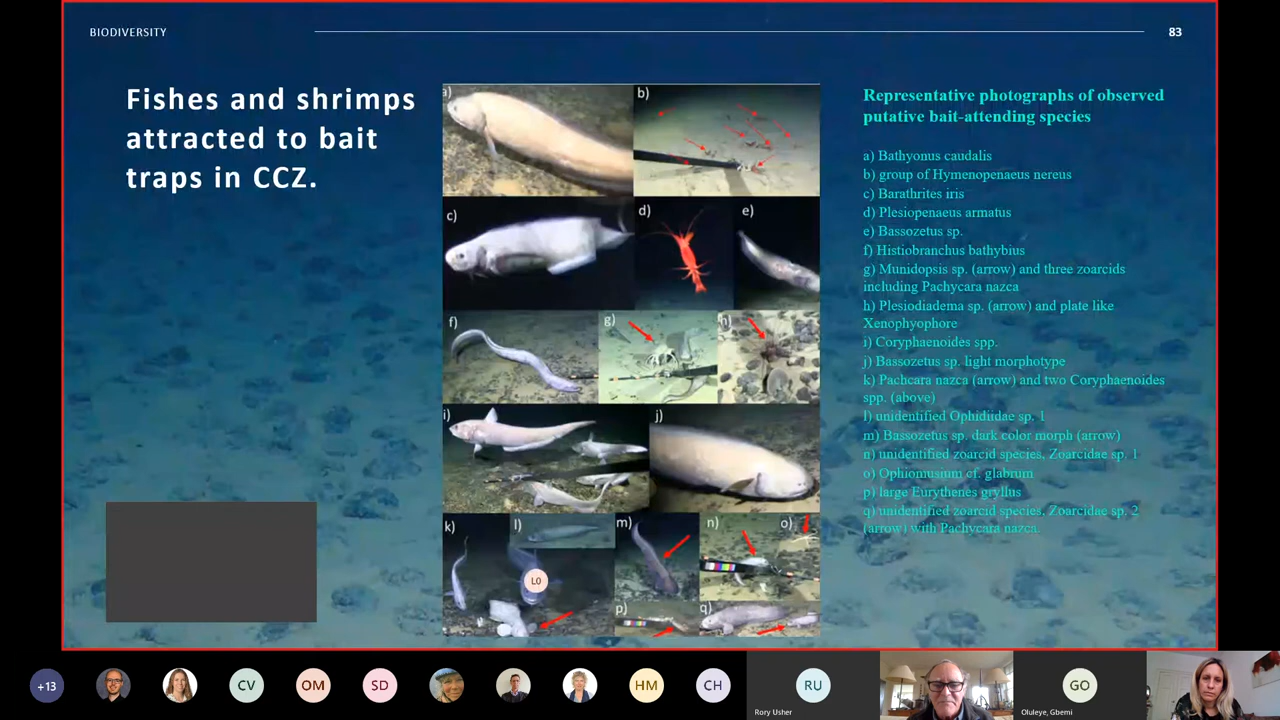 BIODIVERSITY
83
Fishes and shrimps
attracted to bait
traps in CCZ.
a)
b)
c)
d)
e)
f)
g)
h)
i)
j)
k)
l)
m)
n)
o)
p)
q)
LO
Representative photographs of observed
putative bait-attending species
a) Bathyonus caudalis
b) group of Hymenopenaeus nereus
c) Barathrites iris
d) Plesiopenaeus armatus
e) Bassozetus sp.
f) Histiobranchus bathybius
g) Munidopsis sp. (arrow) and three zoarcids
including Pachycara nazca
h) Plesiodiadema sp. (arrow) and plate like
Xenophyophore
i) Coryphaenoides spp.
j) Bassozetus sp. light morphotype
k) Pachcara nazca (arrow) and two Coryphaenoides
spp. (above)
l) unidentified Ophidiidae sp. 1
m) Bassozetus sp. dark color morph (arrow)
n) unidentified zoarcid species, Zoarcidae sp. 1
o) Ophiomusium cf. glabrum
p) large Eurythenes gryllus
q) unidentified zoarcid species, Zoarcidae sp. 2
(arrow) with Pachycara nazca.
+13
CV
OM
SD
HM
CH
RU
Rory Usher
GO
Oluleye, Gbemi